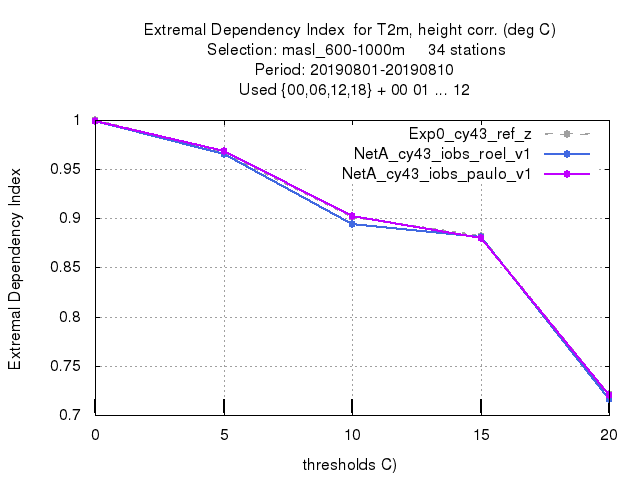 Extremal Dependency Index  for T2m, height corr. (deg C)
Selection: masl_600-1000m     34 stations
Period: 20190801-20190810
Used {00,06,12,18} + 00 01 ... 12
Exp0_cy43_ref_z
NetA_cy43_iobs_roel_v1
NetA_cy43_iobs_paulo_v1
Extremal Dependency Index
1
0.95
0.9
0.85
0.8
0.75
0.7
0 5 10 15 20
thresholds C)